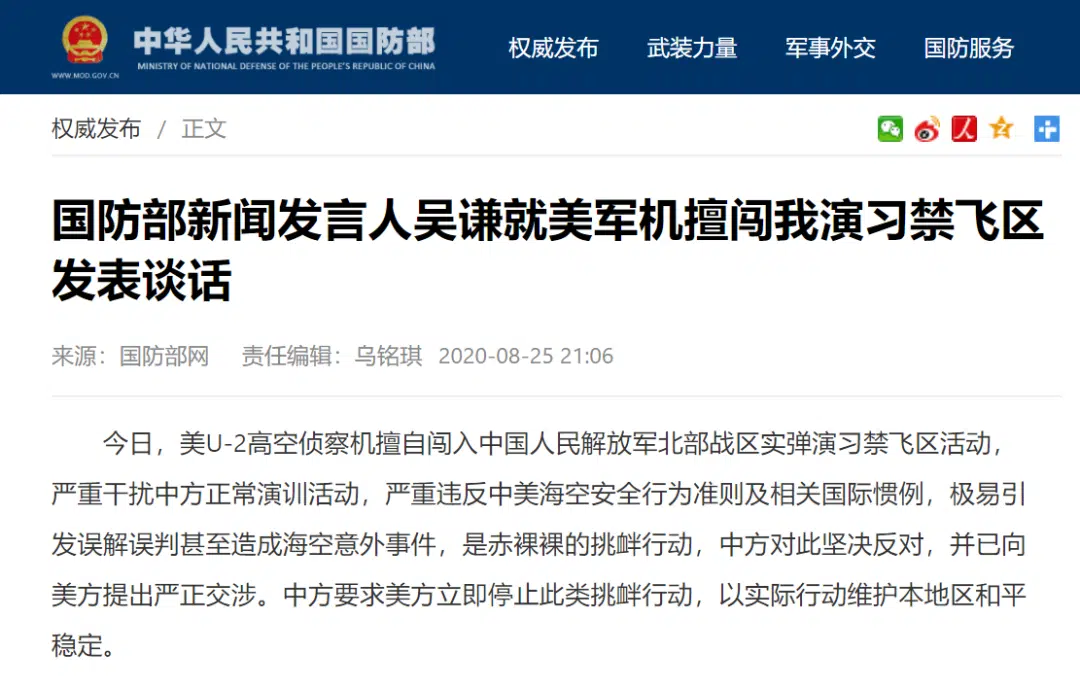 中华人民共和国国防部
WWW.MOD.GOV.CN
MINISTRY OF NATIONAL DEFENSE OF THE PEOPLE'S REPUBLIC OF CHINA
权威发布 武装力量 军事外交 国防服务
权威发布 / 正文
国防部新闻发言人吴谦就美军机擅闯我演习禁飞区
发表谈话
来源：国防部网 责任编辑：乌铭琪 2020-08-25 21:06
今日，美U-2高空侦察机擅自闯入中国人民解放军北部战区实弹演习禁飞区活动，
严重干扰中方正常演训活动，严重违反中美海空安全行为准则及相关国际惯例，极易引
发误解误判甚至造成海空意外事件，是赤裸裸的挑衅行动，中方对此坚决反对，并已向
美方提出严正交涉。中方要求美方立即停止此类挑衅行动，以实际行动维护本地区和平
稳定。